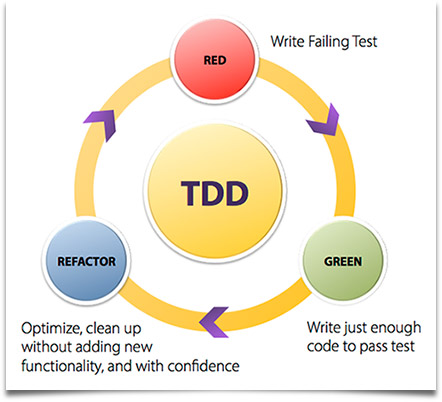 RED
Write Failing Test
TDD
REFACTOR
GREEN
Optimize, clean up
without adding new
functionality, and with confidence
Write just enough
code to pass test